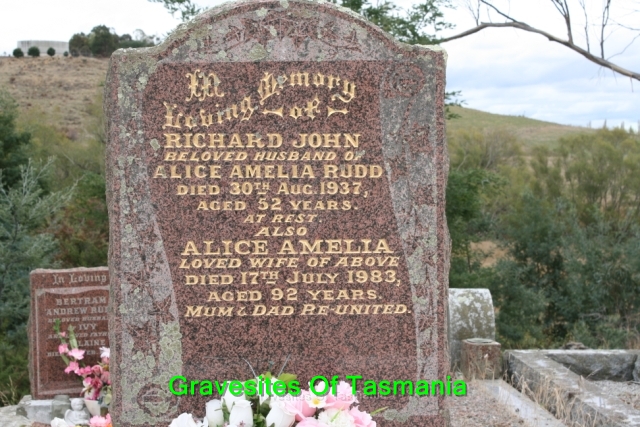 In
Loving Memory
of
RICHARD JOHN
BELOVED HUSBAND OF
ALICE AMELIA RUDD
DIED 30TH AUG. 1937,
AGED 52 YEARS.
AT REST.
ALSO
ALICE AMELIA
LOVED WIFE OF ABOVE
DIED 17TH JULY 1983,
AGED 92 YEARS.
MUM & DAD RE-UNITED.
In Loving
BERTRAM
ANDREW
IVY
Gravesites Of Tasmania